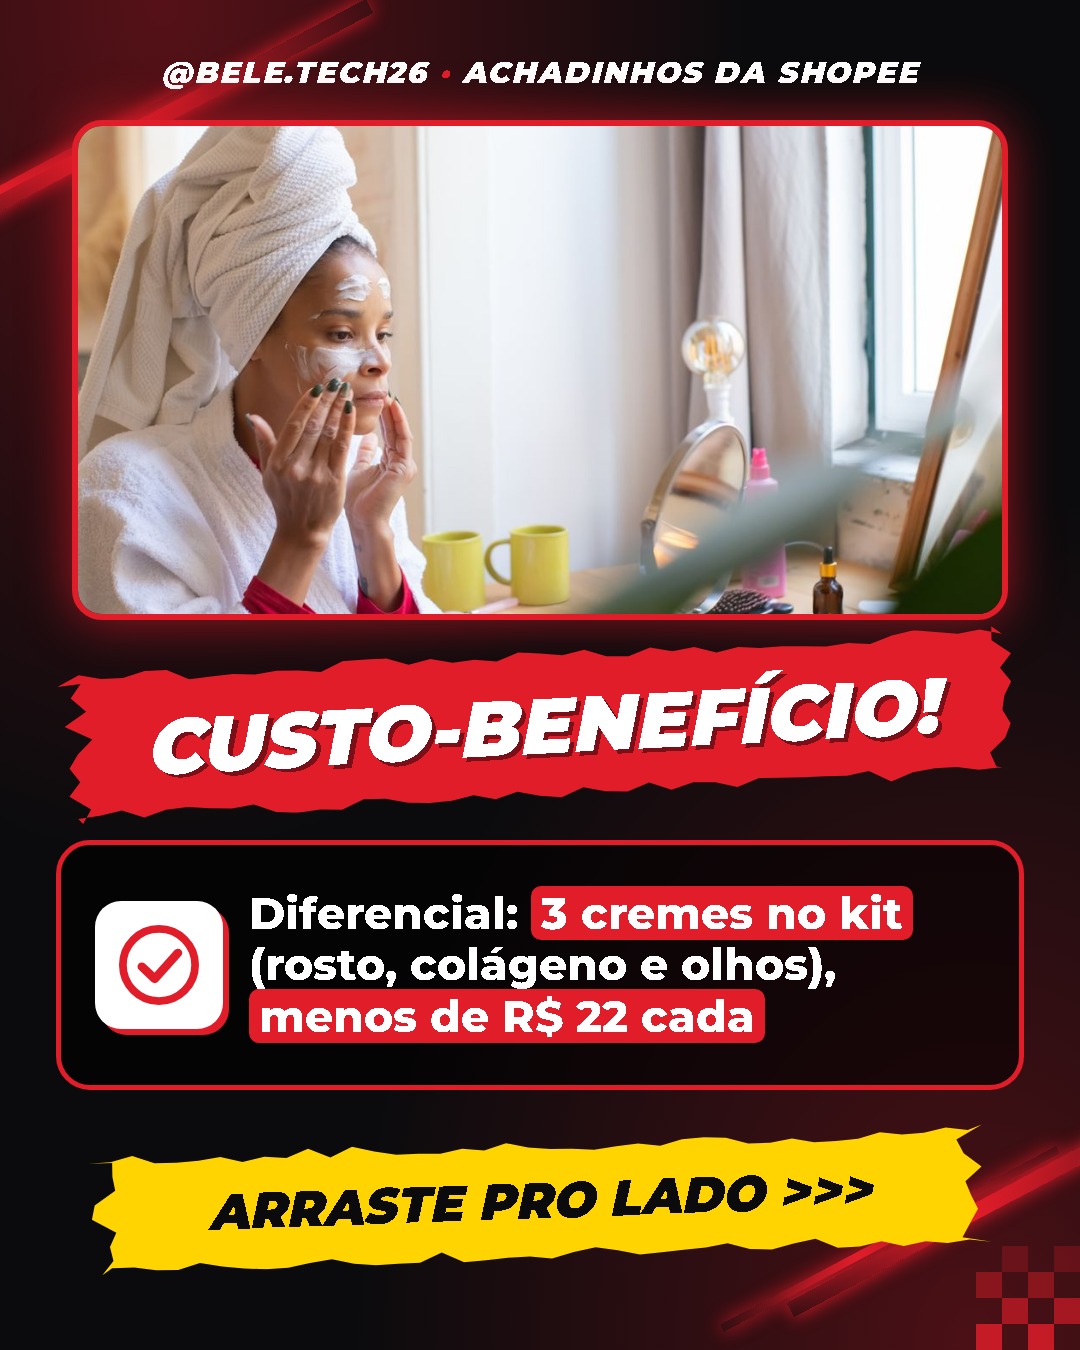 @BELE.TECH26 • ACHADINHOS DA SHOPEE
CUSTO-BENEFÍCIO!
Diferencial: 3 cremes no kit
(rosto, colágeno e olhos),
menos de R$ 22 cada
ARRASTE PRO LADO >>>